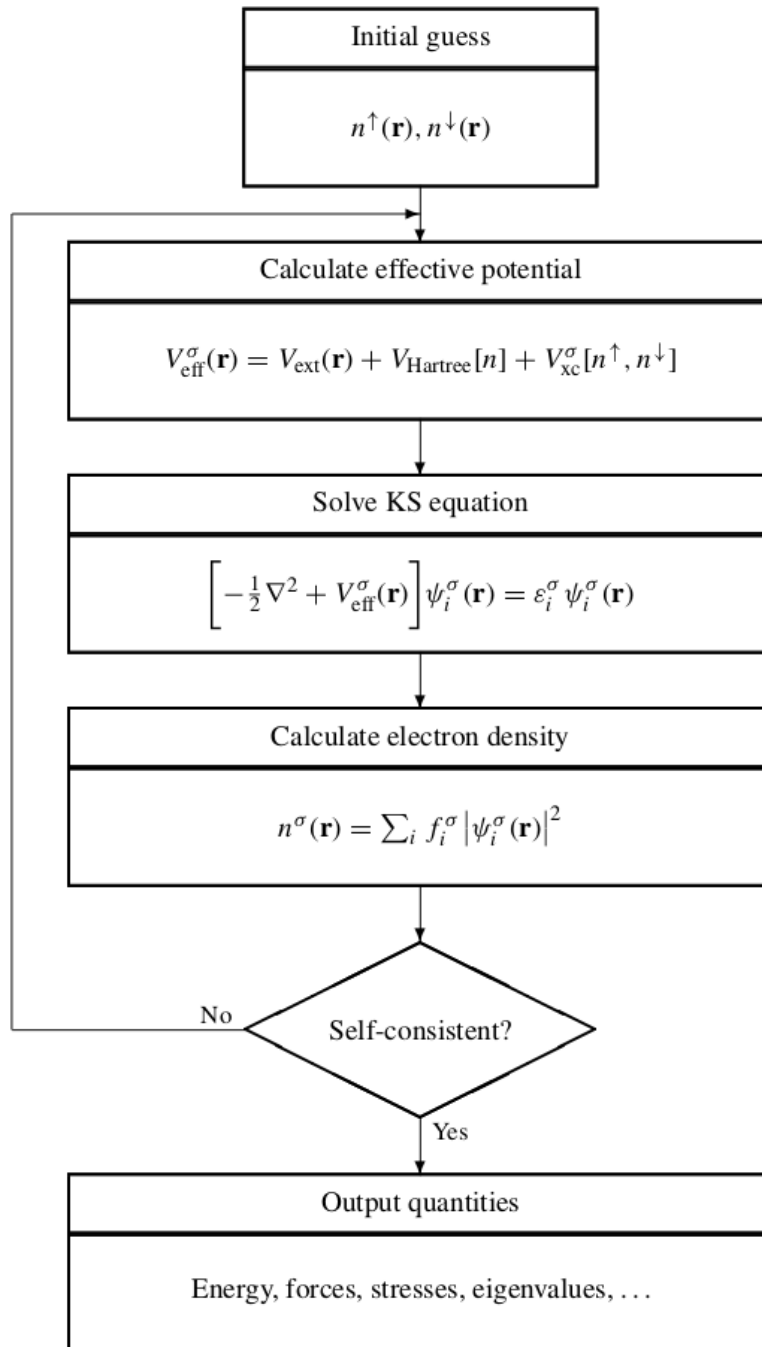 Initial guess
n↑(r), n↓(r)
Calculate effective potential
V^σ_eff(r) = V_ext(r) + V_Hartree[n] + V^σ_xc[n↑, n↓]
Solve KS equation
[−½∇² + V^σ_eff(r)] ψ^σ_i(r) = ε^σ_i ψ^σ_i(r)
Calculate electron density
n^σ(r) = ∑_i f^σ_i |ψ^σ_i(r)|²
No
Self-consistent?
Yes
Output quantities
Energy, forces, stresses, eigenvalues, . . .